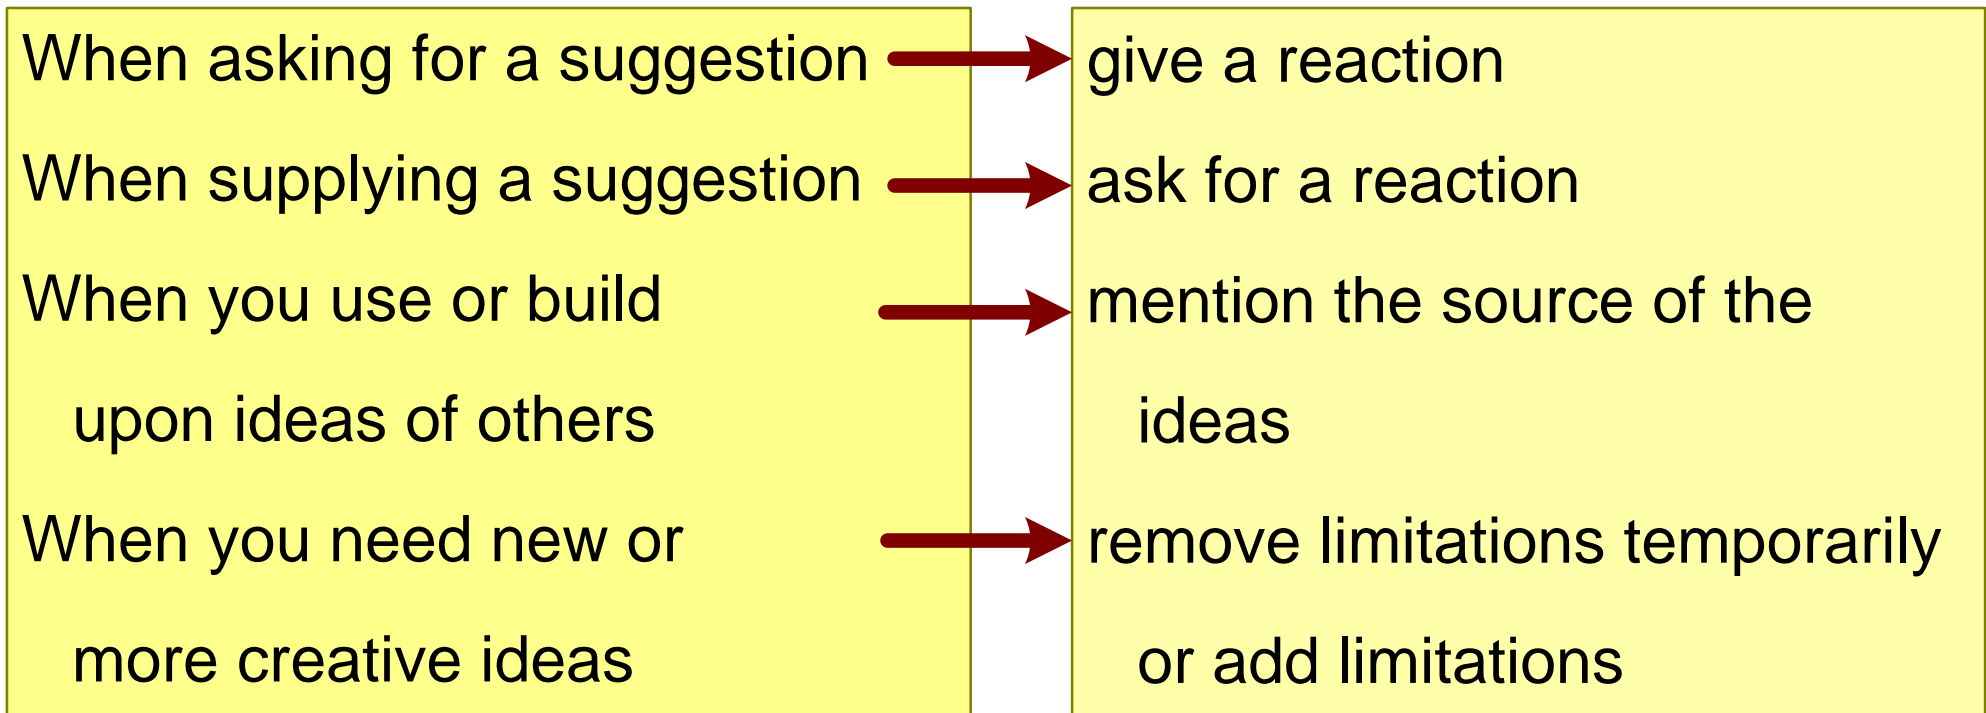 When asking for a suggestion
give a reaction
When supplying a suggestion
ask for a reaction
When you use or build
upon ideas of others
mention the source of the
ideas
When you need new or
more creative ideas
remove limitations temporarily
or add limitations